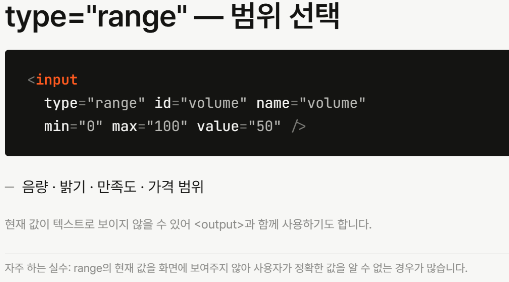 type="range" — 범위 선택
<input
type="range" id="volume" name="volume"
min="0" max="100" value="50" />
— 음량 · 밝기 · 만족도 · 가격 범위
현재 값이 텍스트로 보이지 않을 수 있어 <output>과 함께 사용하기도 합니다.
자주 하는 실수: range의 현재 값을 화면에 보여주지 않아 사용자가 정확한 값을 알 수 없는 경우가 많습니다.